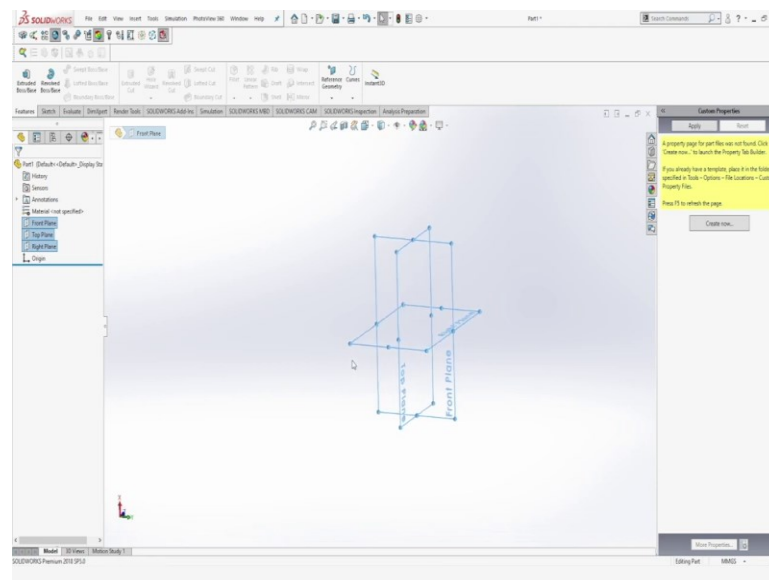 SOLIDWORKS File Edit View Insert Tools Simulation PhotoView 360 Window Help Part1 * Search Commands
Extruded Boss/Base
Revolved Boss/Base
Swept Boss/Base
Lofted Boss/Base
Boundary Boss/Base
Extruded Cut
Hole Wizard
Revolved Cut
Swept Cut
Lofted Cut
Boundary Cut
Fillet
Linear Pattern
Rib
Draft
Shell
Wrap
Intersect
Mirror
Reference Geometry
Curves
Instant3D
Features Sketch Evaluate DimXpert Render Tools SOLIDWORKS Add-Ins Simulation SOLIDWORKS MBD SOLIDWORKS CAM SOLIDWORKS Inspection Analysis Preparation
Custom Properties
Apply Reset
A property page for part files was not found. Click
'Create now...' to launch the Property Tab Builder.
If you already have a template, place it in the folder
specified in Tools - Options - File Locations - Custo
Property Files.
Press F5 to refresh the page.
Create now...
Front Plane
Part1 (Default<<Default>_Display Sta
History
Sensors
Annotations
Material <not specified>
Front Plane
Top Plane
Right Plane
Origin
Top Plane
Front Plane
More Properties...
Model 3D Views Motion Study 1
SOLIDWORKS Premium 2018 SP3.0 Editing Part MMGS